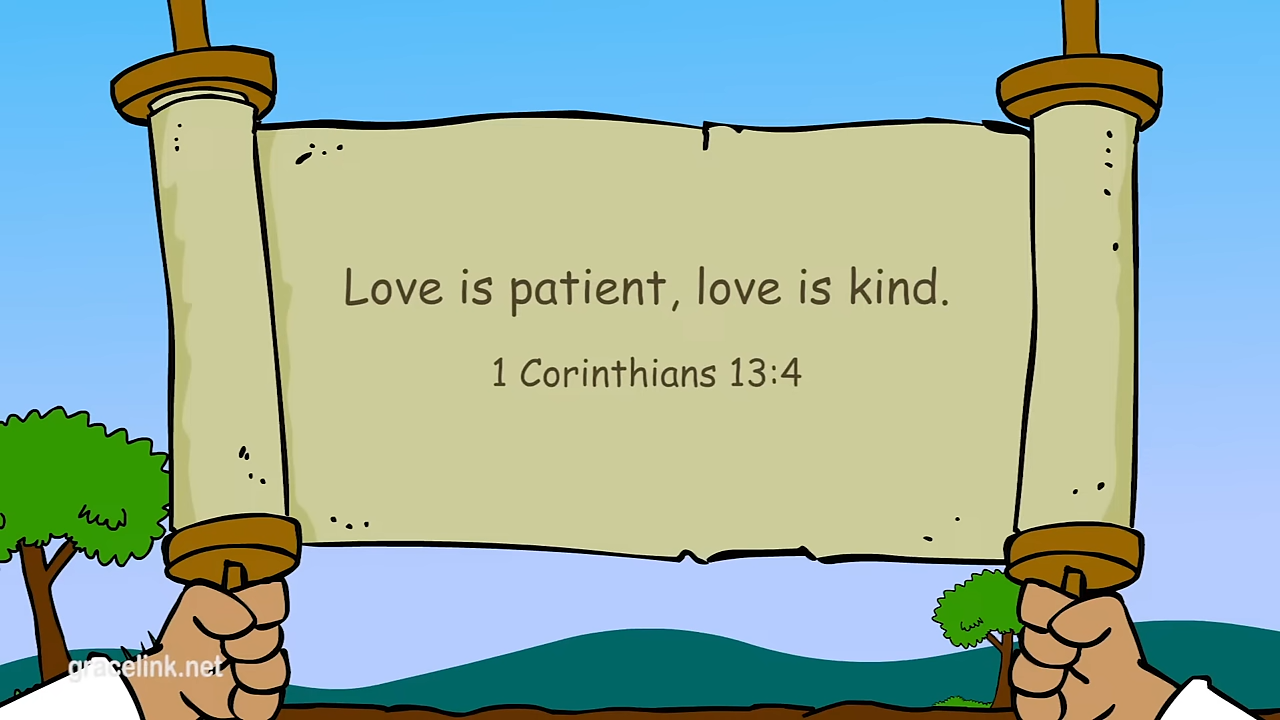 Love is patient, love is kind.
1 Corinthians 13:4
gracelink.net